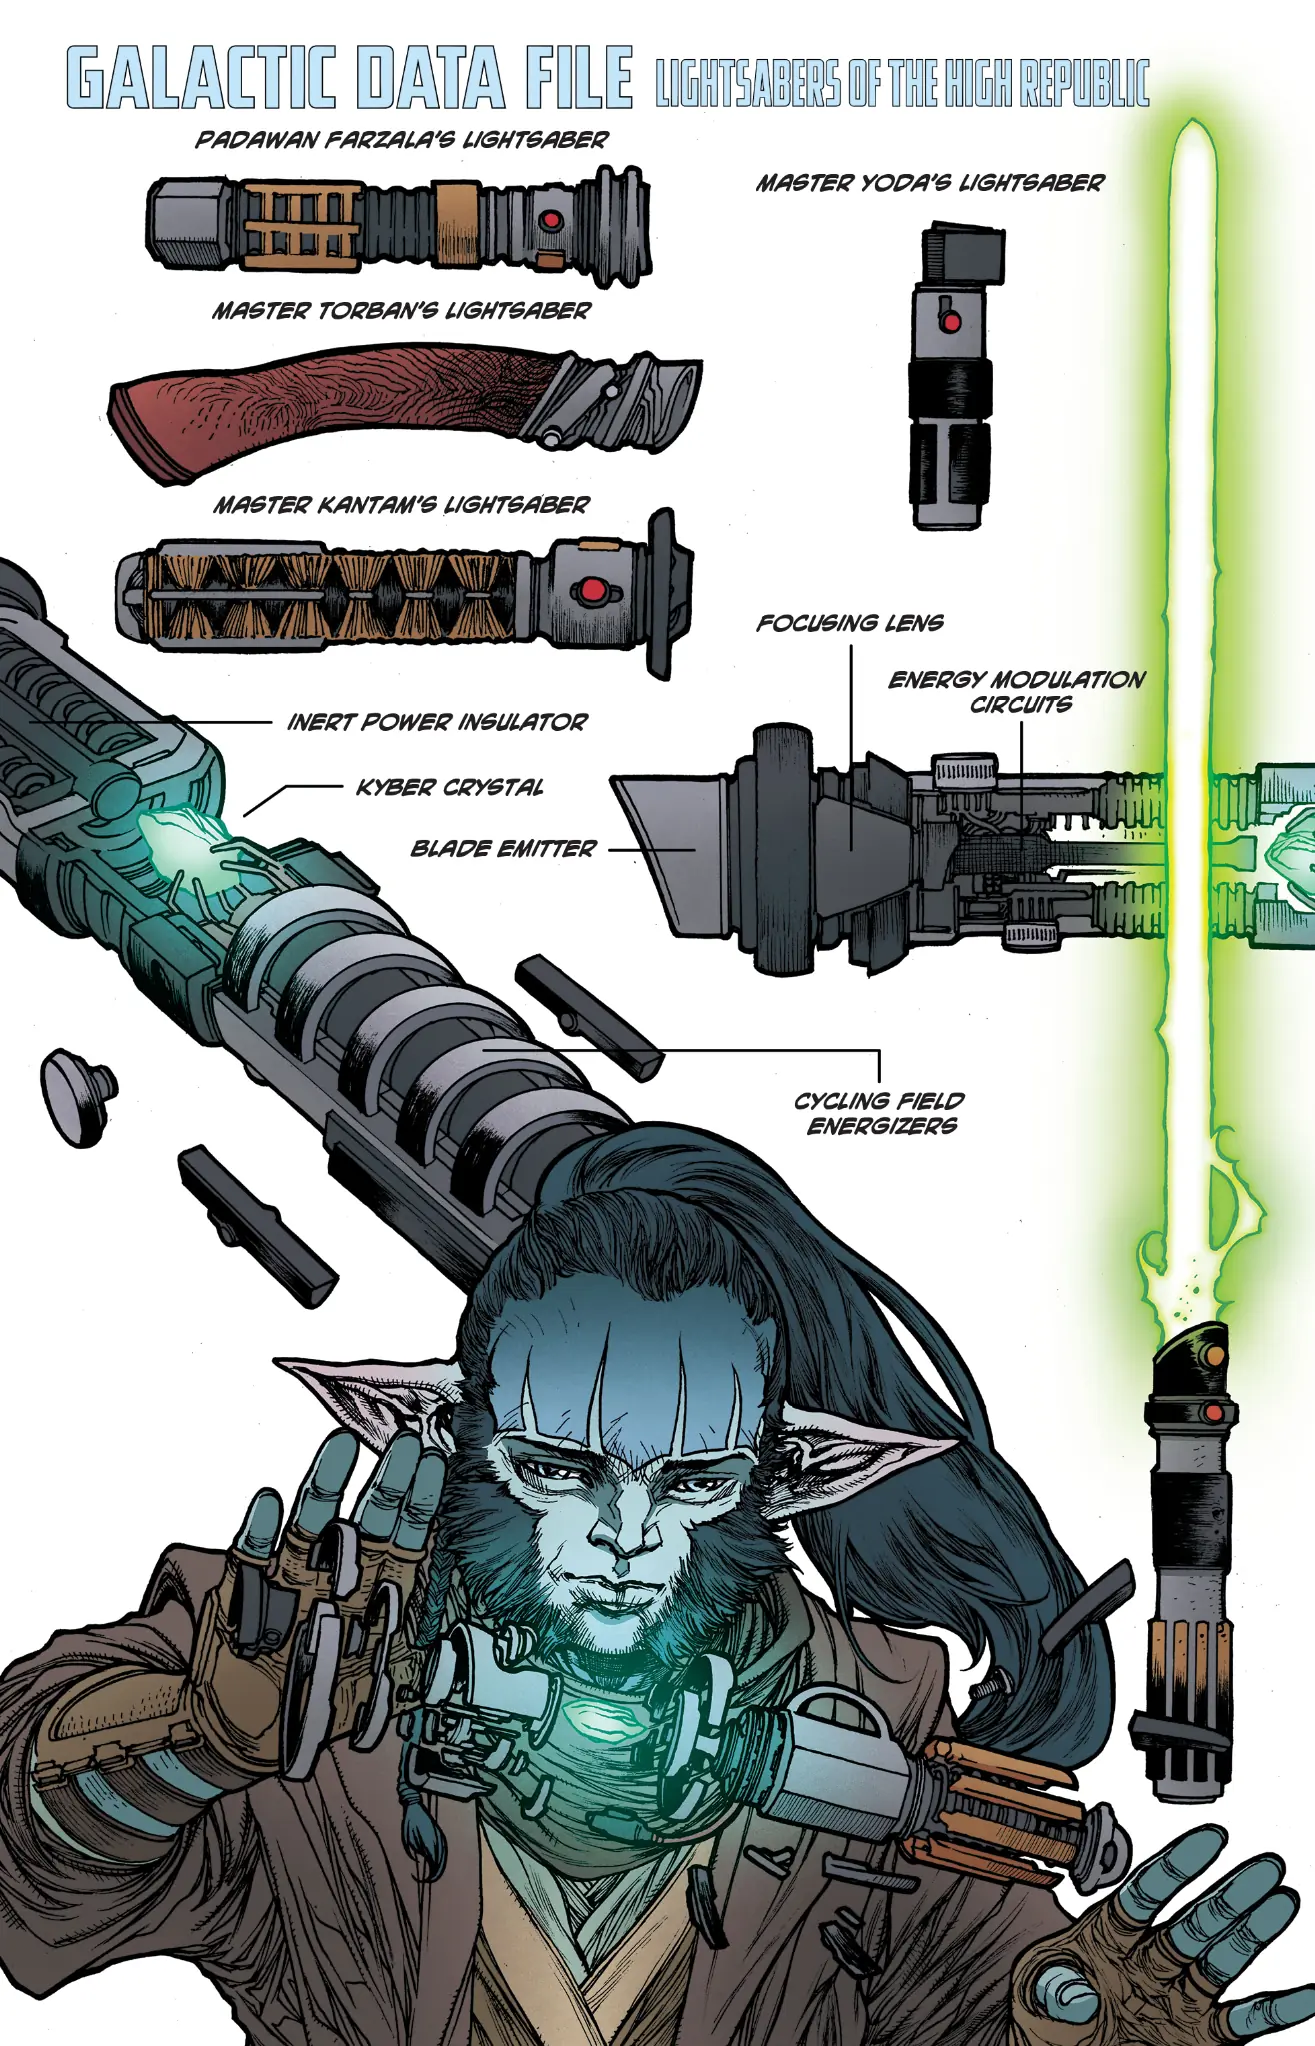 GALACTIC DATA FILE LIGHTSABERS OF THE HIGH REPUBLIC
PADAWAN FARZALA'S LIGHTSABER
MASTER YODA'S LIGHTSABER
MASTER TORBAN'S LIGHTSABER
MASTER KANTAM'S LIGHTSABER
FOCUSING LENS
ENERGY MODULATION
CIRCUITS
INERT POWER INSULATOR
KYBER CRYSTAL
BLADE EMITTER
CYCLING FIELD
ENERGIZERS